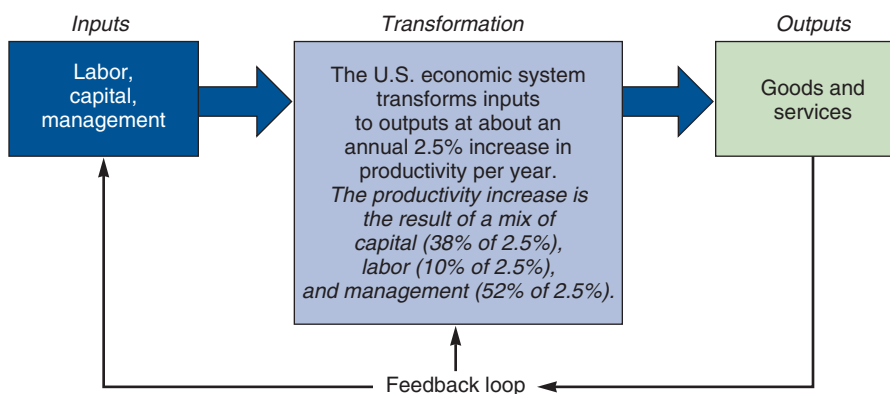 Inputs
Transformation
Outputs
Labor,
capital,
management
The U.S. economic system
transforms inputs
to outputs at about an
annual 2.5% increase in
productivity per year.
The productivity increase is
the result of a mix of
capital (38% of 2.5%),
labor (10% of 2.5%),
and management (52% of 2.5%).
Goods and
services
Feedback loop